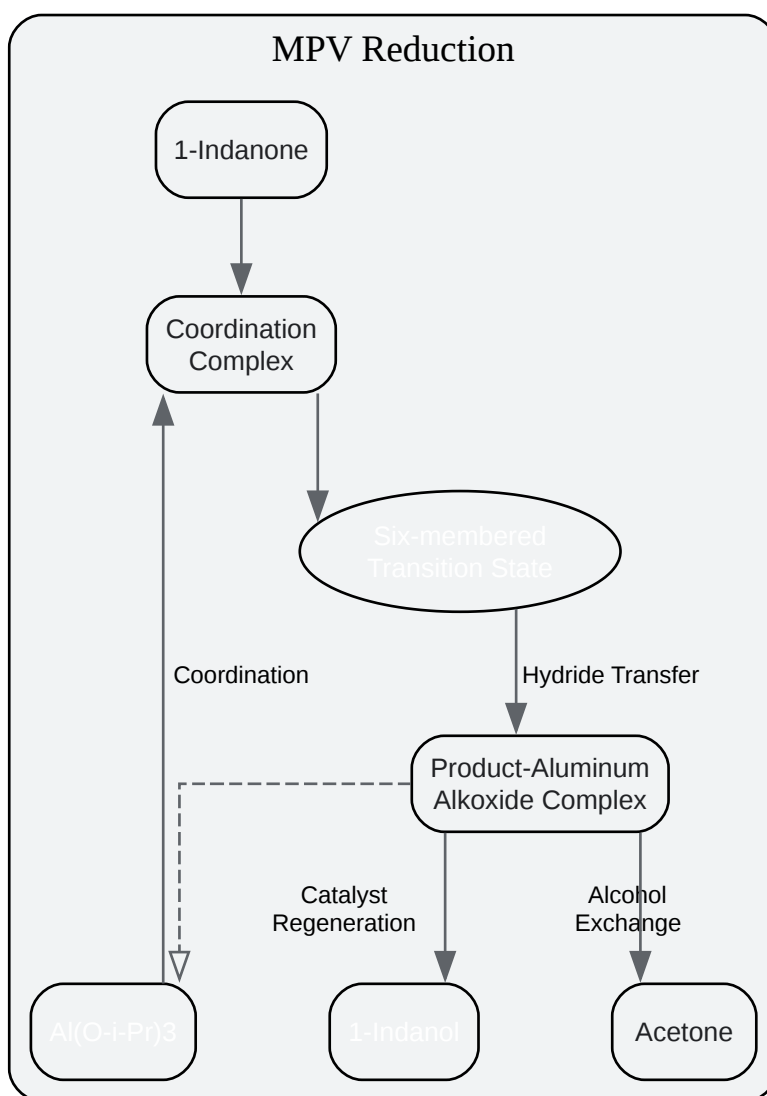 MPV Reduction
1-Indanone
Coordination
Complex
Six-membered
Transition State
Coordination
Hydride Transfer
Product-Aluminum
Alkoxide Complex
Catalyst
Regeneration
Alcohol
Exchange
Al(O-i-Pr)3
1-Indanol
Acetone